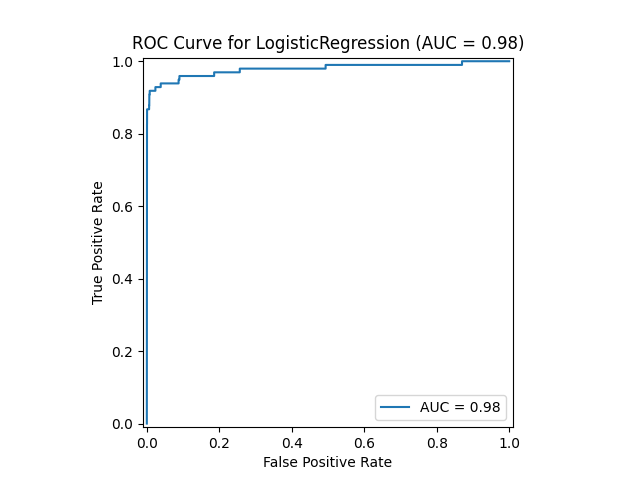 ROC Curve for LogisticRegression (AUC = 0.98)
1.0
0.8
0.6
0.4
0.2
0.0
True Positive Rate
AUC = 0.98
0.0 0.2 0.4 0.6 0.8 1.0
False Positive Rate